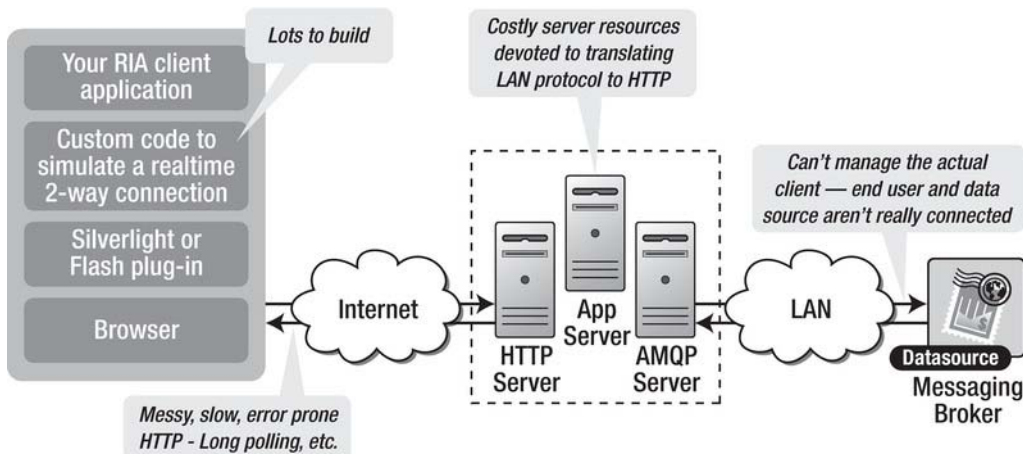 Lots to build
Your RIA client
application
Custom code to
simulate a realtime
2-way connection
Silverlight or
Flash plug-in
Browser
Messy, slow, error prone
HTTP - Long polling, etc.
Internet
Costly server resources
devoted to translating
LAN protocol to HTTP
HTTP
Server
App
Server
AMQP
Server
LAN
Can't manage the actual
client — end user and data
source aren't really connected
Datasource
Messaging
Broker